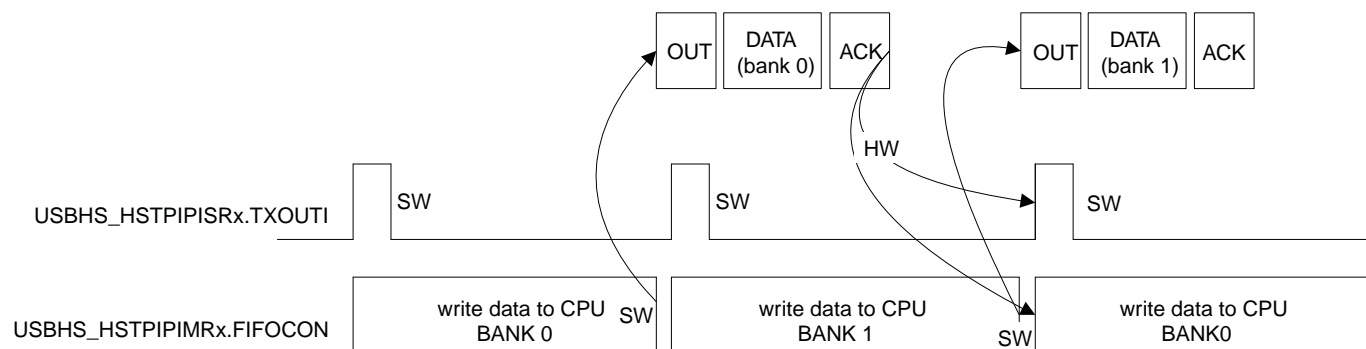 OUT
DATA
(bank 0)
ACK
OUT
DATA
(bank 1)
ACK
HW
USBHS_HSTPIPISRx.TXOUTI
SW
SW
SW
USBHS_HSTPIPIMRx.FIFOCON
write data to CPU
BANK 0
SW
write data to CPU
BANK 1
SW
write data to CPU
BANK0